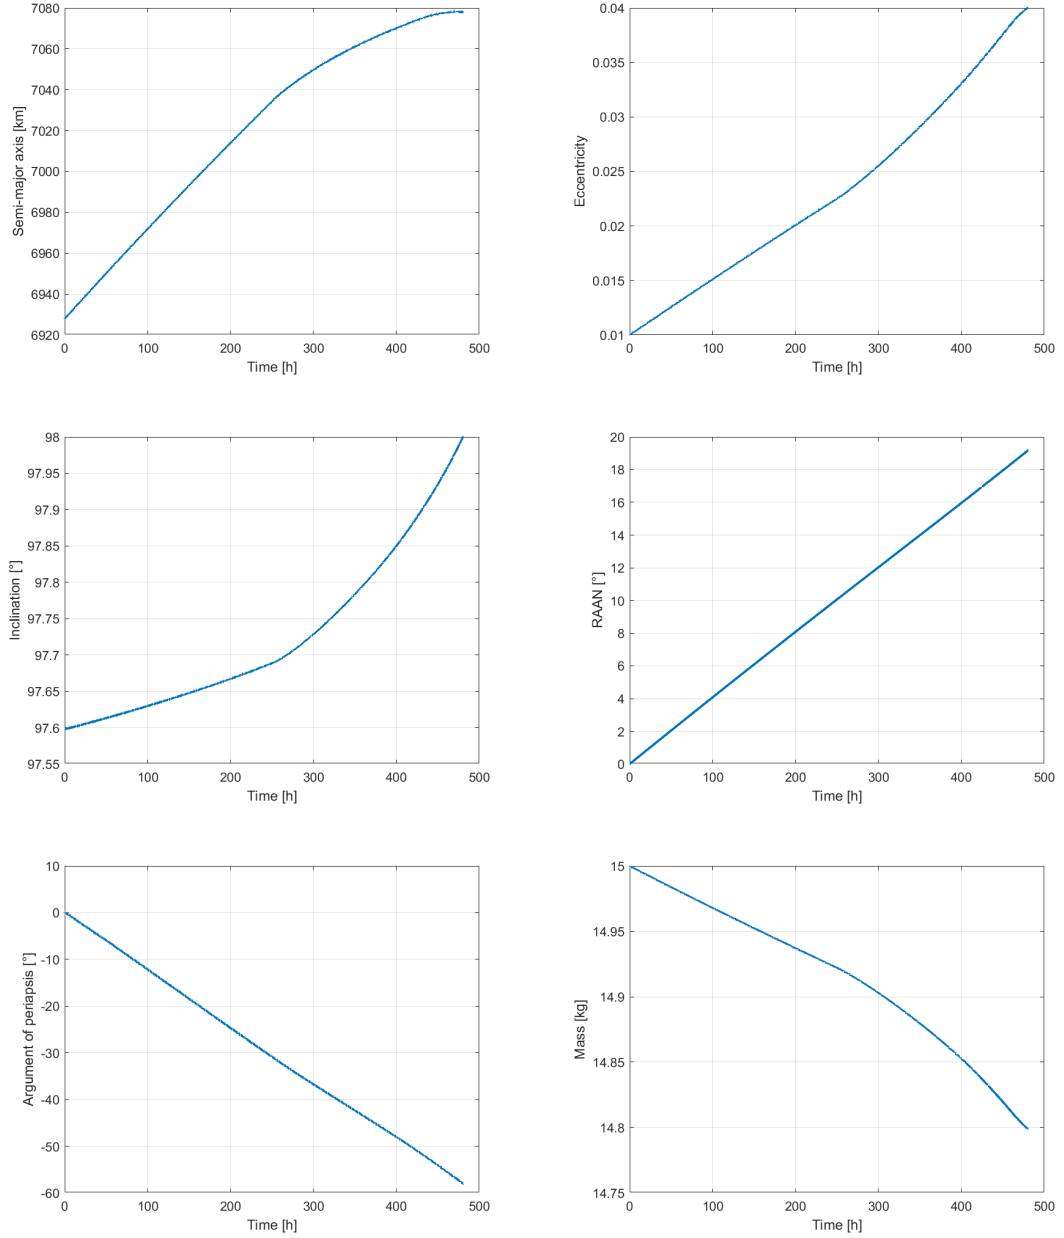 7080
7060
7040
7020
7000
6980
6960
6940
6920
Semi-major axis [km]
0 100 200 300 400 500
Time [h]
0.04
0.035
0.03
0.025
0.02
0.015
0.01
Eccentricity
0 100 200 300 400 500
Time [h]
98
97.95
97.9
97.85
97.8
97.75
97.7
97.65
97.6
97.55
Inclination [°]
0 100 200 300 400 500
Time [h]
20
18
16
14
12
10
8
6
4
2
0
RAAN [°]
0 100 200 300 400 500
Time [h]
10
0
-10
-20
-30
-40
-50
-60
Argument of periapsis [°]
0 100 200 300 400 500
Time [h]
15
14.95
14.9
14.85
14.8
14.75
Mass [kg]
0 100 200 300 400 500
Time [h]